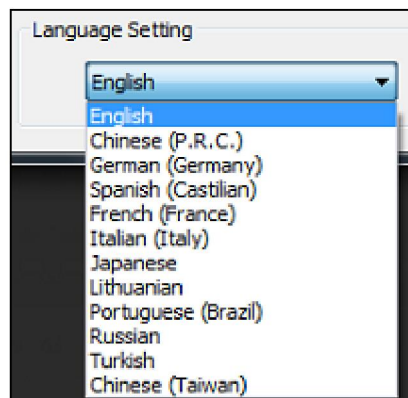 Language Setting
English
English
Chinese (P.R.C.)
German (Germany)
Spanish (Castilian)
French (France)
Italian (Italy)
Japanese
Lithuanian
Portuguese (Brazil)
Russian
Turkish
Chinese (Taiwan)